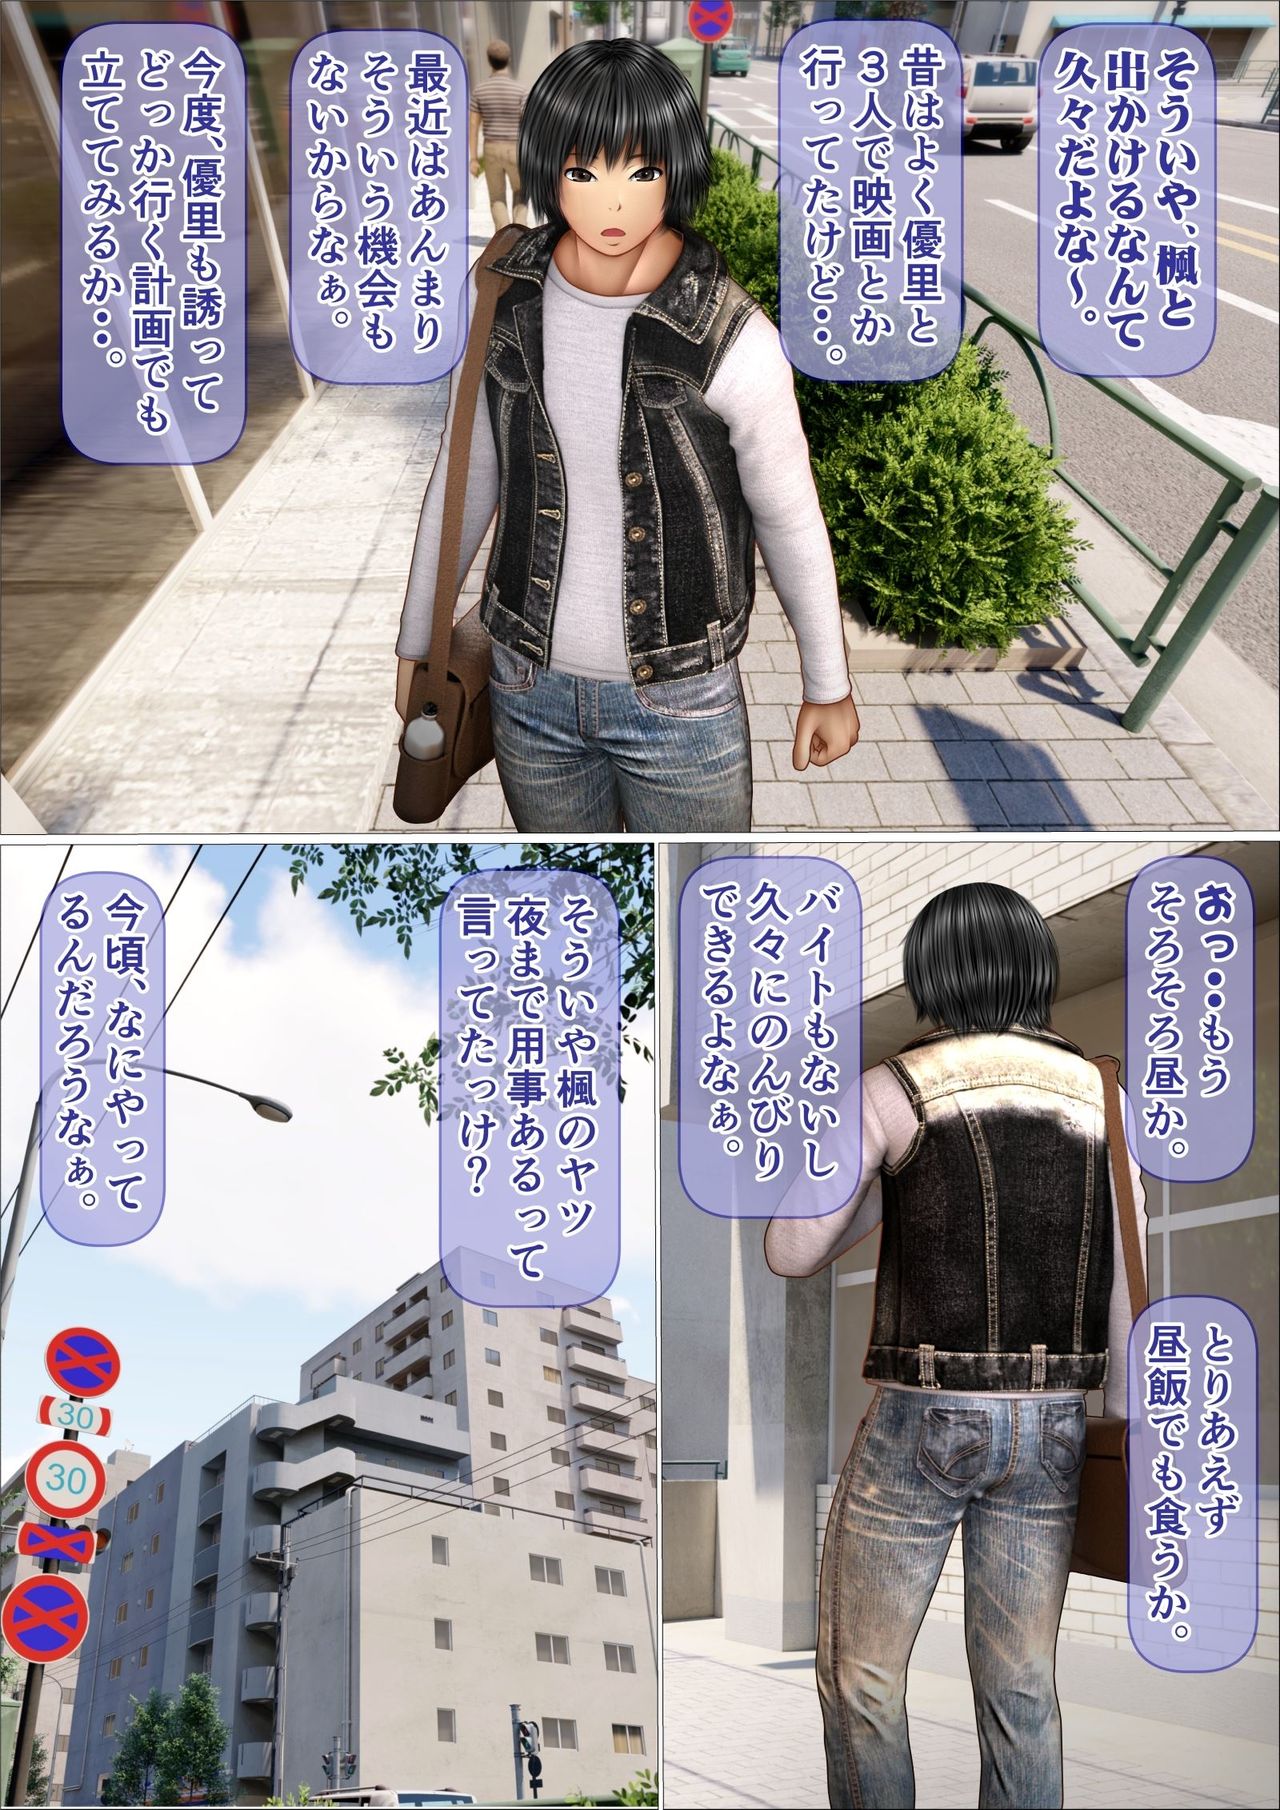 そういや、楓と
出かけるなんて
久々だよな～。
昔はよく優里と
３人で映画とか
行ってたけど・・・。
最近はあんまり
そういう機会も
ないからなぁ。
今度、優里も誘って
どっか行く計画でも
立ててみるか・・・。
おっ・・・もう
そろそろ昼か。
バイトもないし
久々にのんびり
できるよなぁ。
とりあえず
昼飯でも食うか。
そういや楓のヤツ
夜まで用事あるって
言ってたっけ？
今頃、なにやって
るんだろうなぁ。
30
30